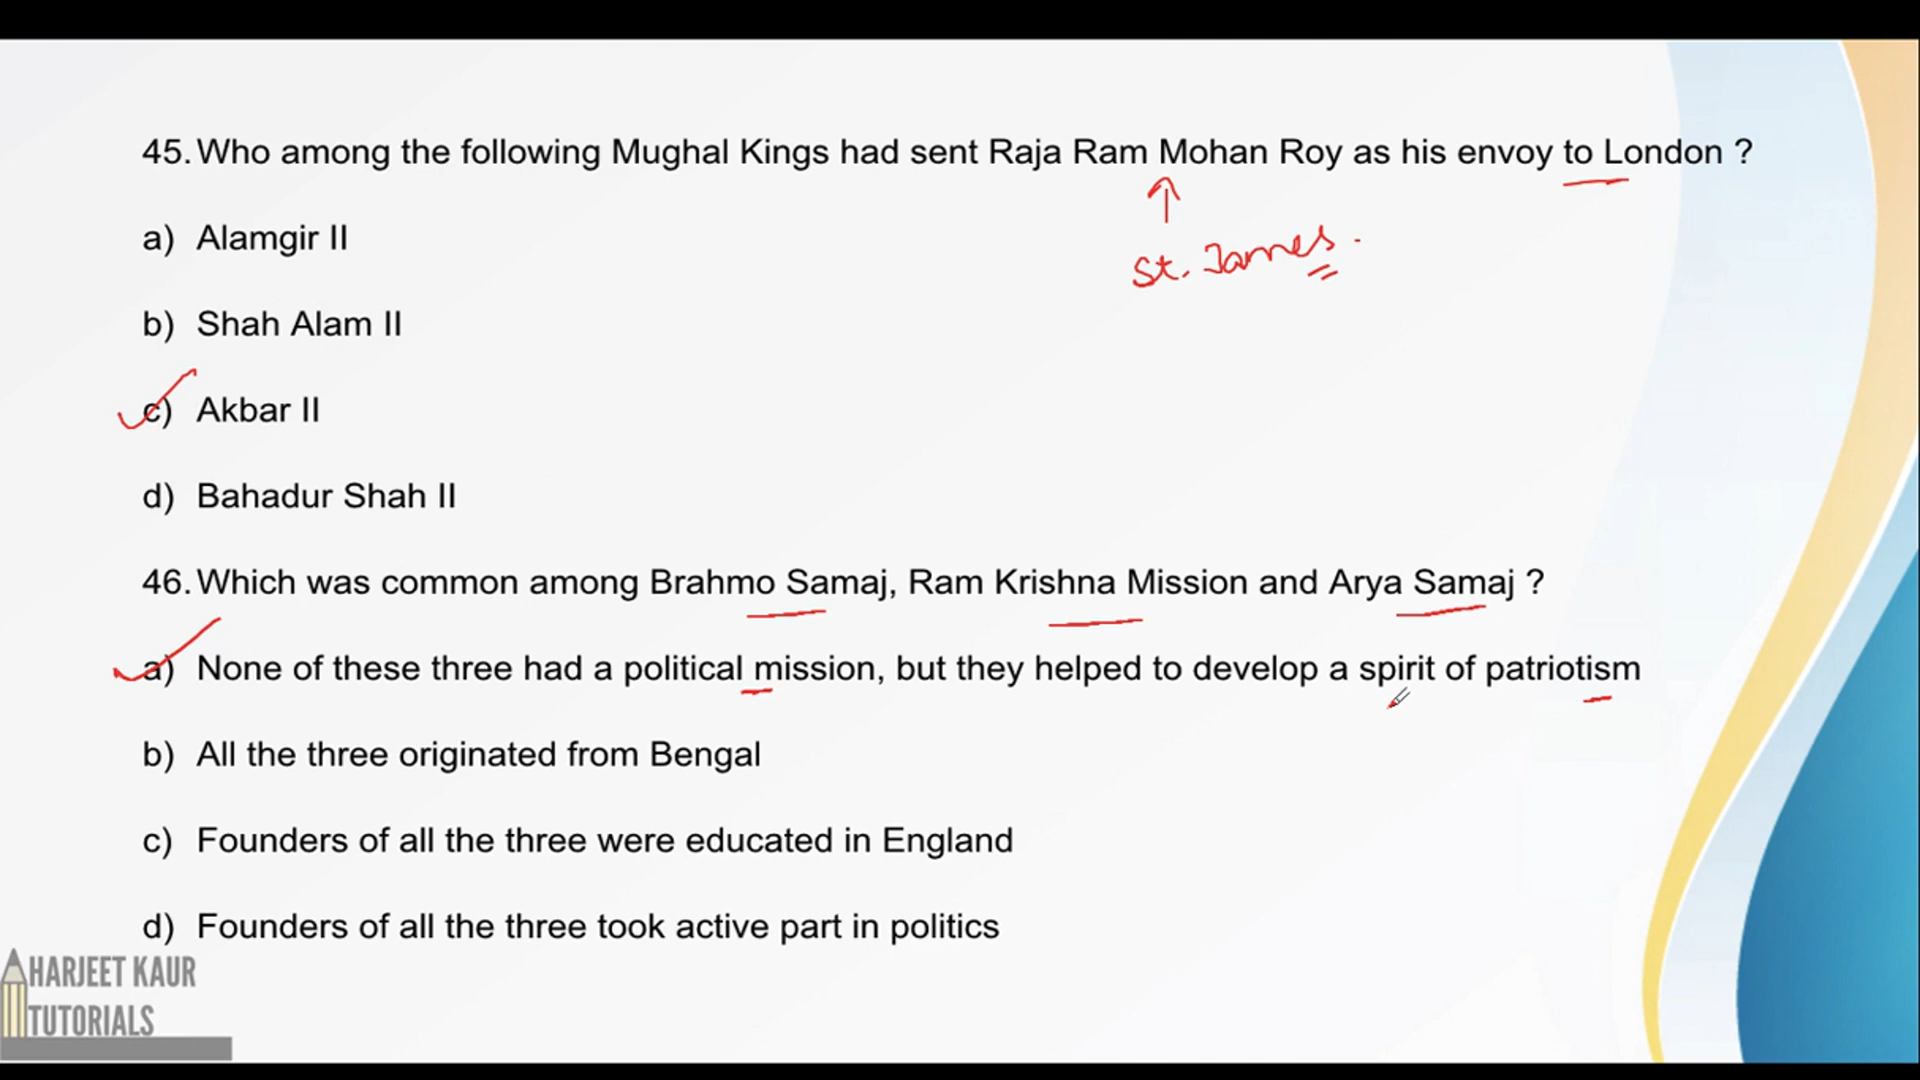 45. Who among the following Mughal Kings had sent Raja Ram Mohan Roy as his envoy to London ?
a) Alamgir II
St. James.
b) Shah Alam II
c) Akbar II
d) Bahadur Shah II
46. Which was common among Brahmo Samaj, Ram Krishna Mission and Arya Samaj ?
a) None of these three had a political mission, but they helped to develop a spirit of patriotism
b) All the three originated from Bengal
c) Founders of all the three were educated in England
d) Founders of all the three took active part in politics
HARJEET KAUR
TUTORIALS